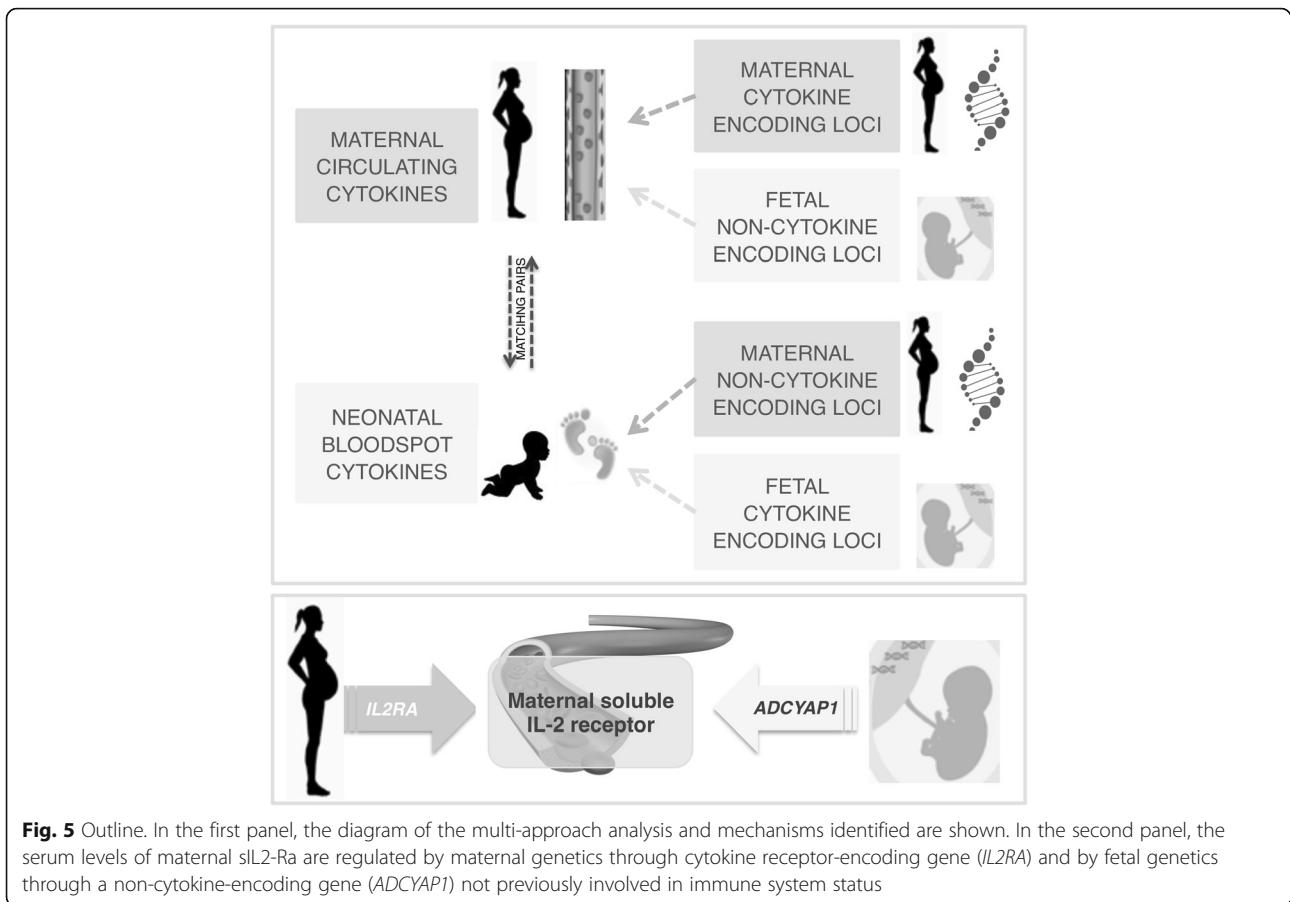 MATERNAL
CIRCULATING
CYTOKINES
MATERNAL
CYTOKINE
ENCODING LOCI
FETAL
NON-CYTOKINE
ENCODING LOCI
MATCIHNG PAIRS
NEONATAL
BLOODSPOT
CYTOKINES
MATERNAL
NON-CYTOKINE
ENCODING LOCI
FETAL
CYTOKINE
ENCODING LOCI
IL2RA
Maternal soluble
IL-2 receptor
ADCYAP1
Fig. 5 Outline. In the first panel, the diagram of the multi-approach analysis and mechanisms identified are shown. In the second panel, the
serum levels of maternal sIL2-Ra are regulated by maternal genetics through cytokine receptor-encoding gene (IL2RA) and by fetal genetics
through a non-cytokine-encoding gene (ADCYAP1) not previously involved in immune system status